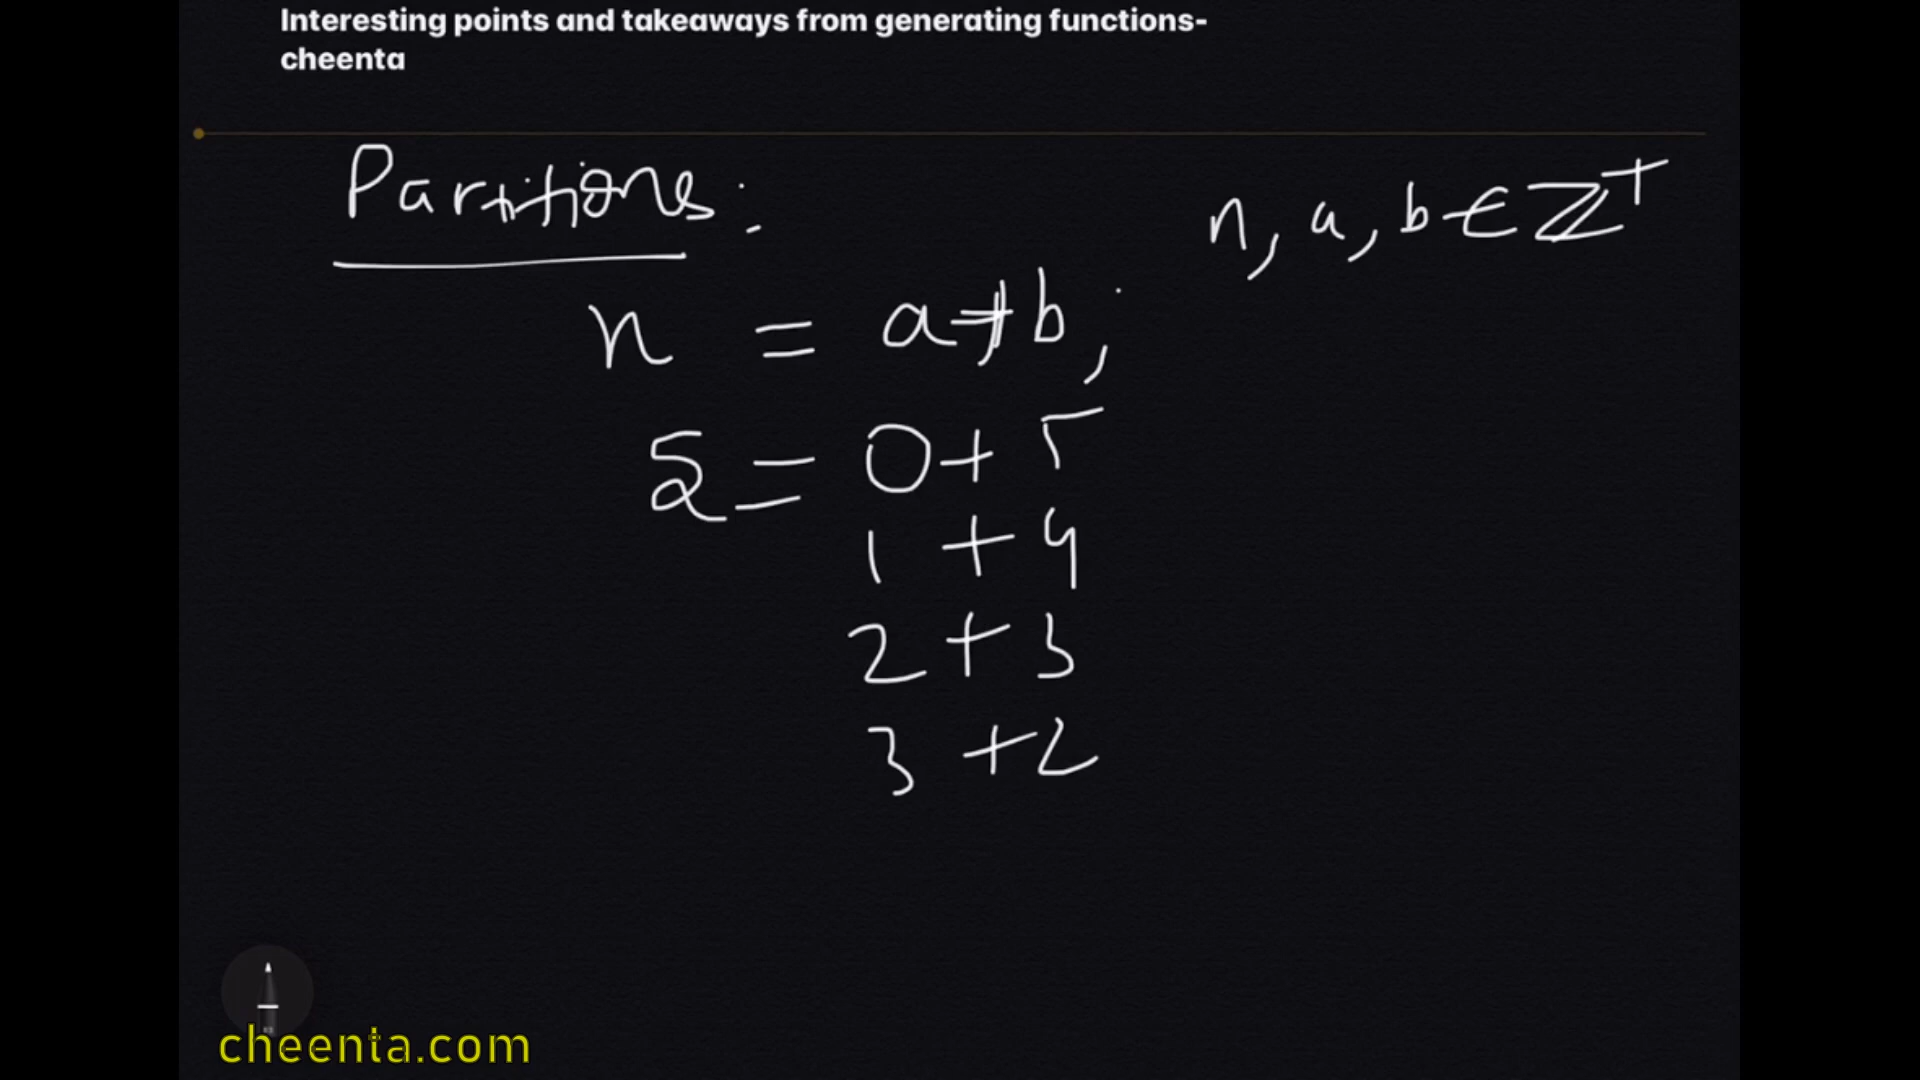 Interesting points and takeaways from generating functions-
cheenta
Partitions:
n, a, b ∈ ℤ⁺
n = a+b,
5 = 0+5
1+4
2+3
3+2
cheenta.com